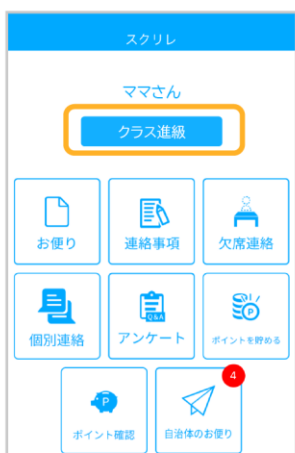 スクリレ
ママさん
クラス進級
お便り
連絡事項
欠席連絡
個別連絡
Q&A
アンケート
P
ポイントを貯める
P
ポイント確認
4
自治体のお便り